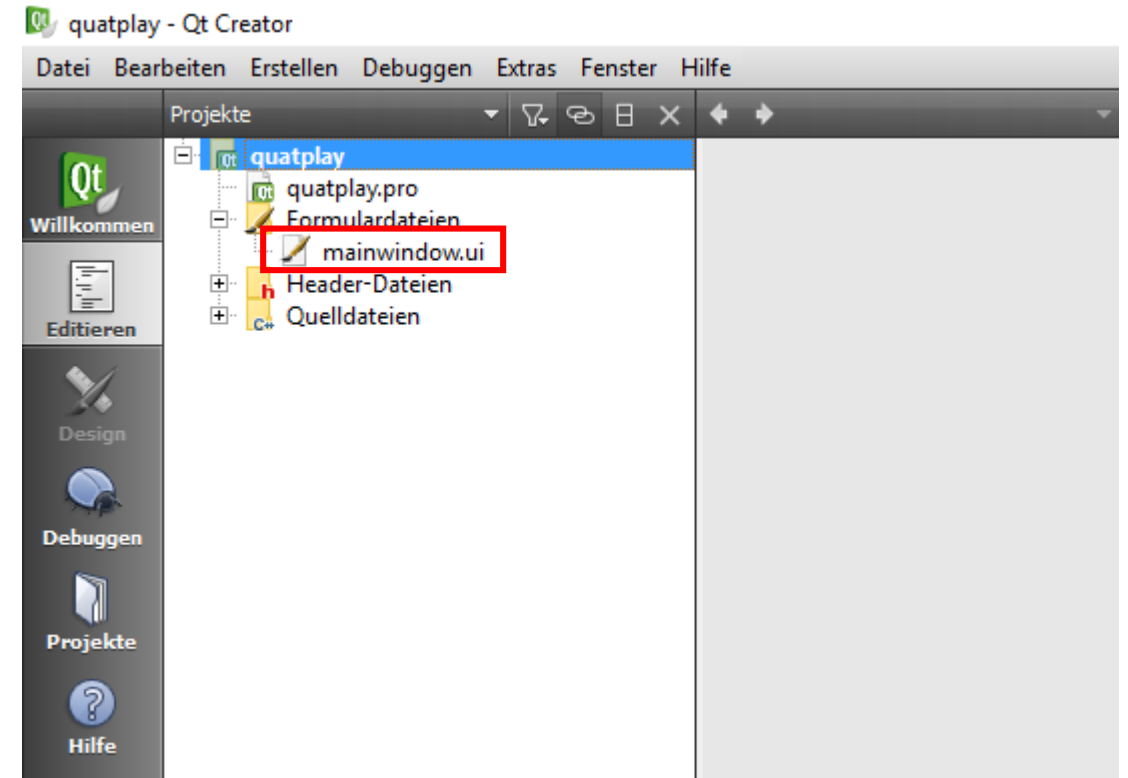 quatplay - Qt Creator
Datei Bearbeiten Erstellen Debuggen Extras Fenster Hilfe
Projekte
Qt
Willkommen
Editieren
Design
Debuggen
Projekte
Hilfe
quatplay
quatplay.pro
Formulardateien
mainwindow.ui
h Header-Dateien
C++ Quelldateien